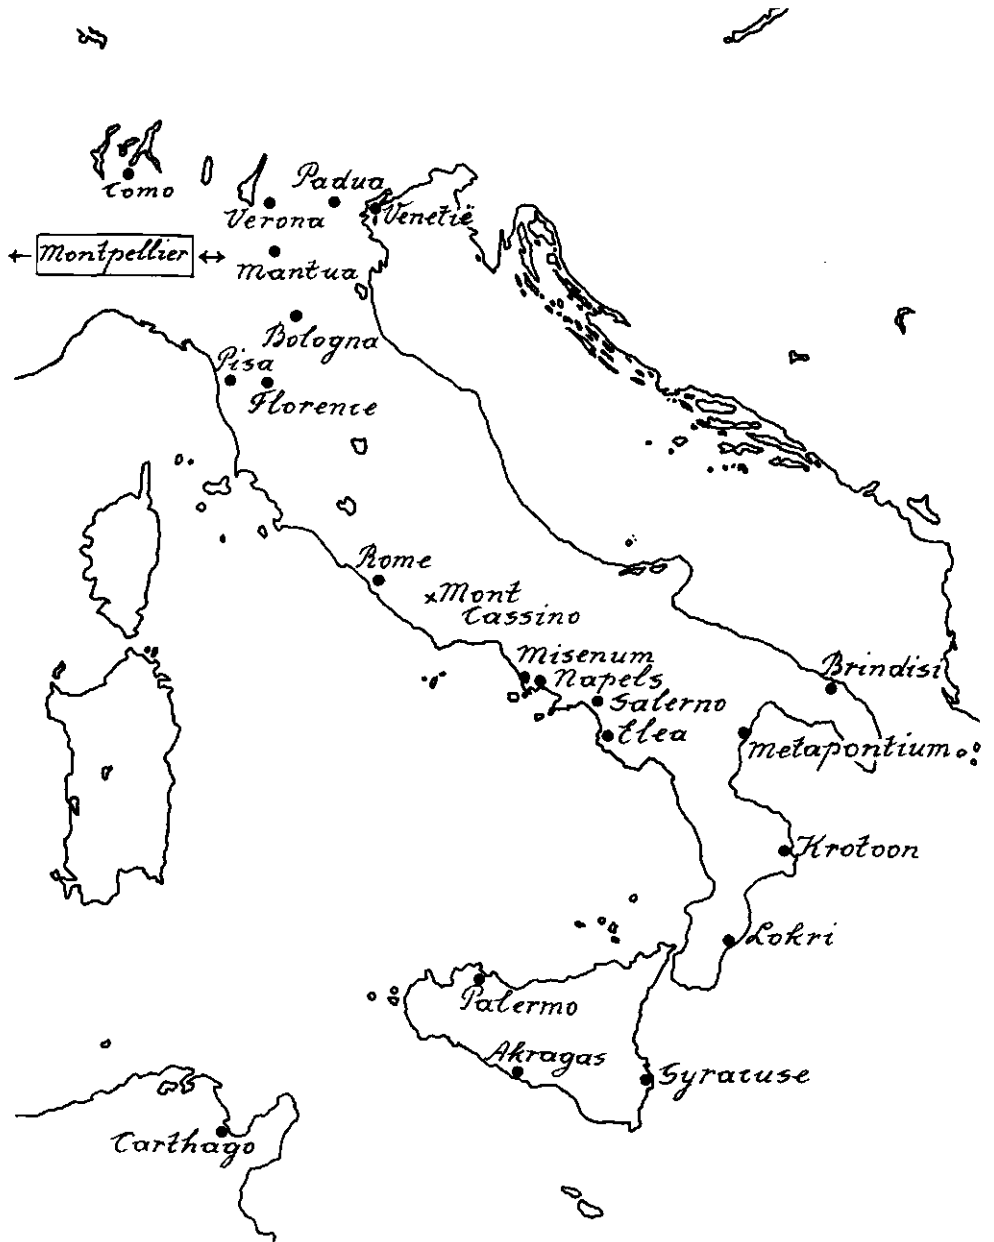 Como
Padua
Verona
Venetië
← Montpellier ↔
Mantua
Bologna
Pisa
Florence
Rome
× Mont
Cassino
Misenum
Napels
Brindisi
Salerno
Elea
Metapontium
Krotoon
Lokri
Palermo
Akragas
Syracuse
Carthago